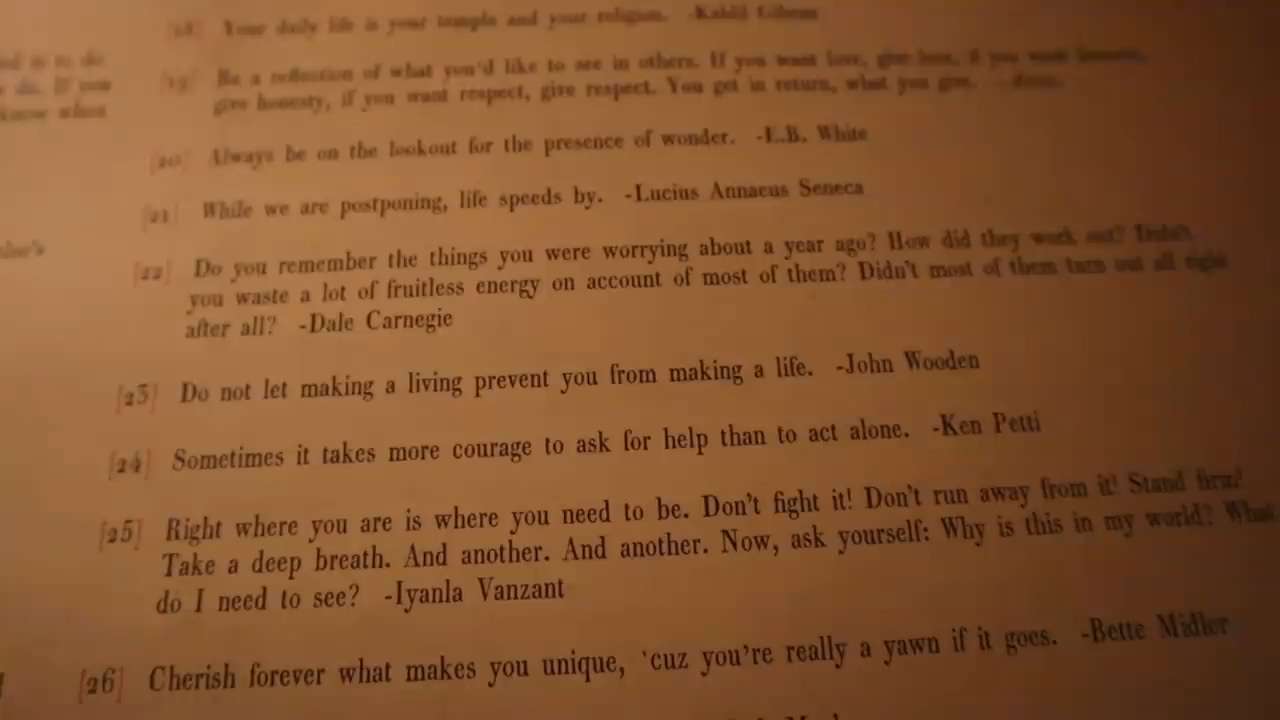 [18] Your daily life is your temple and your religion. -Kahlil Gibran
[19] Be a reflection of what you'd like to see in others. If you want love, give love, if you want honesty,
give honesty, if you want respect, give respect. You get in return, what you give.
[20] Always be on the lookout for the presence of wonder. -E.B. White
[21] While we are postponing, life speeds by. -Lucius Annaeus Seneca
[22] Do you remember the things you were worrying about a year ago? How did they work out? Didn't
you waste a lot of fruitless energy on account of most of them? Didn't most of them turn out all right
after all? -Dale Carnegie
[23] Do not let making a living prevent you from making a life. -John Wooden
[24] Sometimes it takes more courage to ask for help than to act alone. -Ken Petti
[25] Right where you are is where you need to be. Don't fight it! Don't run away from it! Stand firm!
Take a deep breath. And another. And another. Now, ask yourself: Why is this in my world? What
do I need to see? -Iyanla Vanzant
[26] Cherish forever what makes you unique, 'cuz you're really a yawn if it goes. -Bette Midler